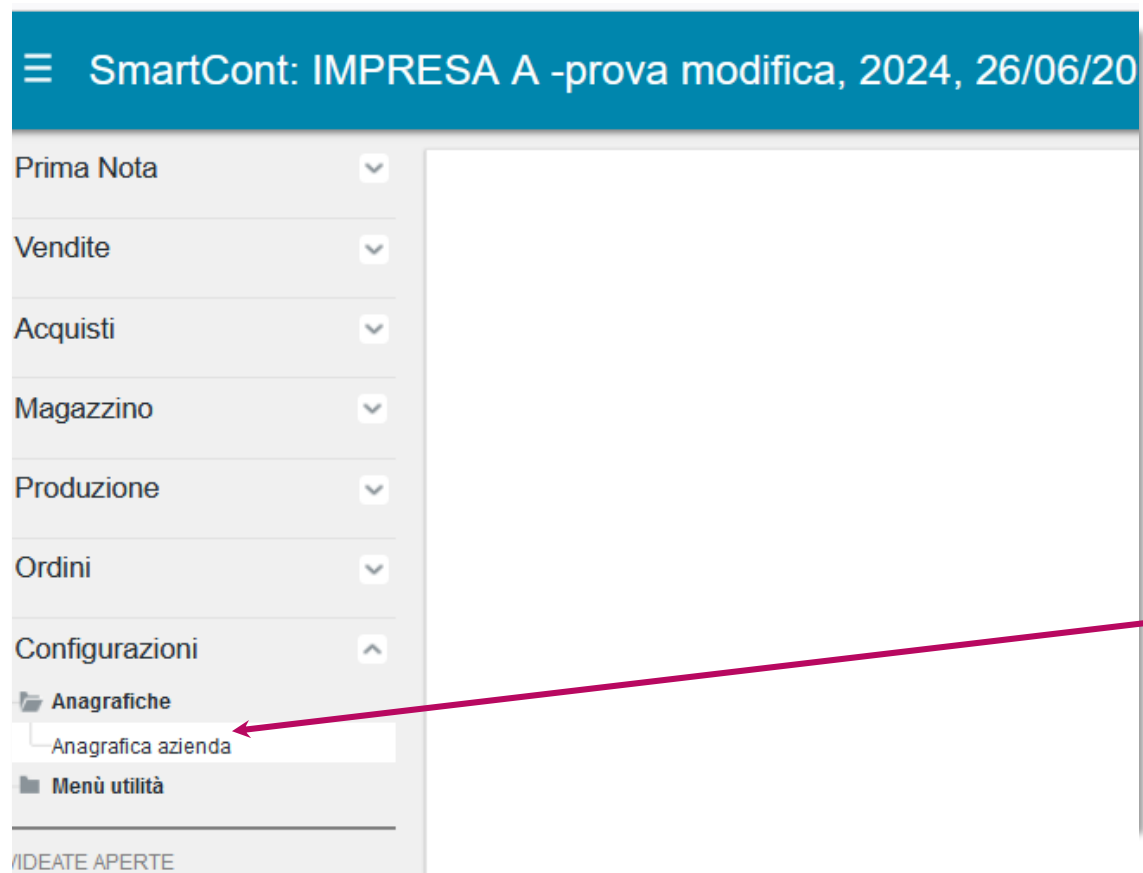 SmartCont: IMPRESA A -prova modifica, 2024, 26/06/20
Prima Nota
Vendite
Acquisti
Magazzino
Produzione
Ordini
Configurazioni
Anagrafiche
Anagrafica azienda
Menù utilità
VIDEATE APERTE